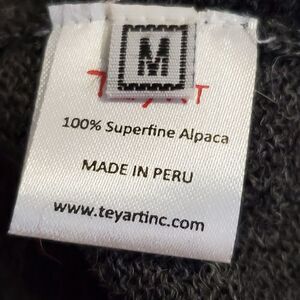 M
100% Superfine Alpaca
MADE IN PERU
www.teyartinc.com